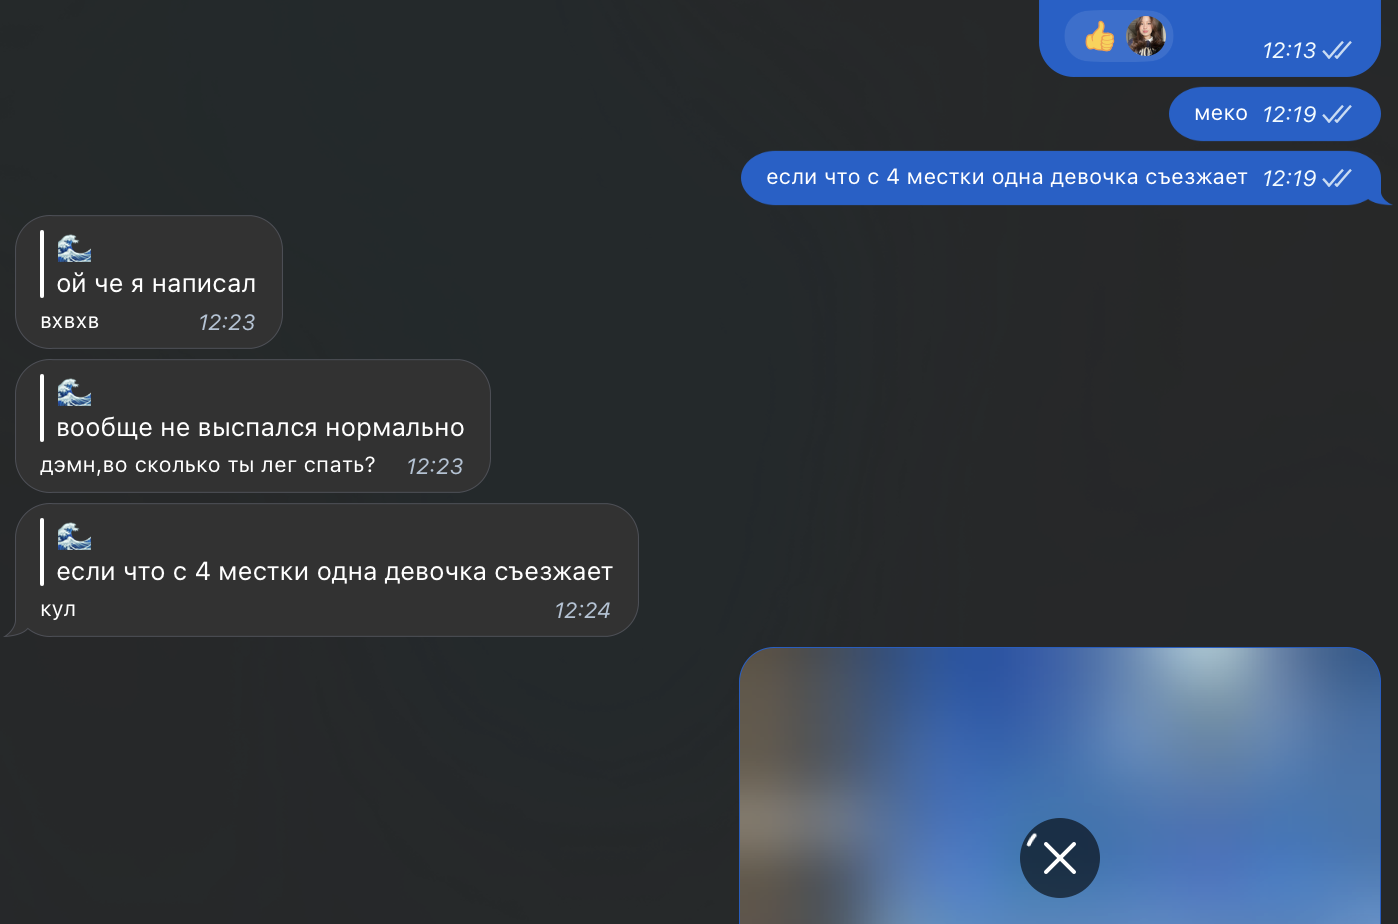 12:13
меко 12:19
если что с 4 местки одна девочка съезжает 12:19
🌊
ой че я написал
вхвхв 12:23
🌊
вообще не выспался нормально
дэмн,во сколько ты лег спать? 12:23
🌊
если что с 4 местки одна девочка съезжает
кул 12:24